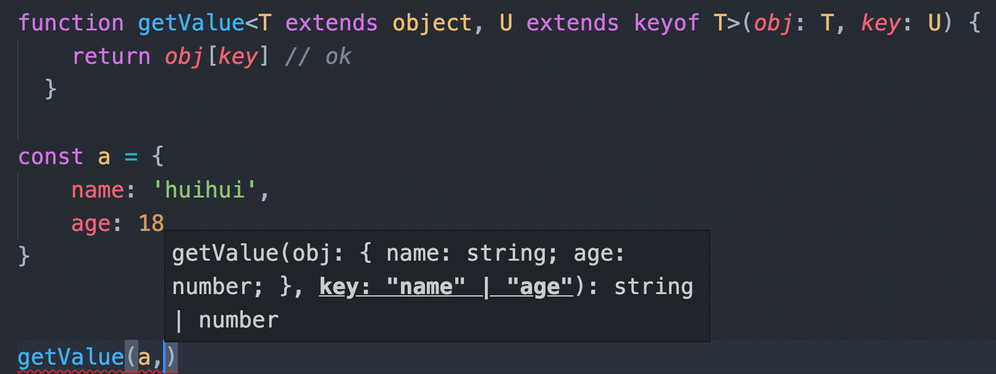 function getValue<T extends object, U extends keyof T>(obj: T, key: U) {
return obj[key] // ok
}
const a = {
name: 'huihui',
age: 18
}
getValue(obj: { name: string; age:
number; }, key: "name" | "age"): string
| number
getValue(a,)